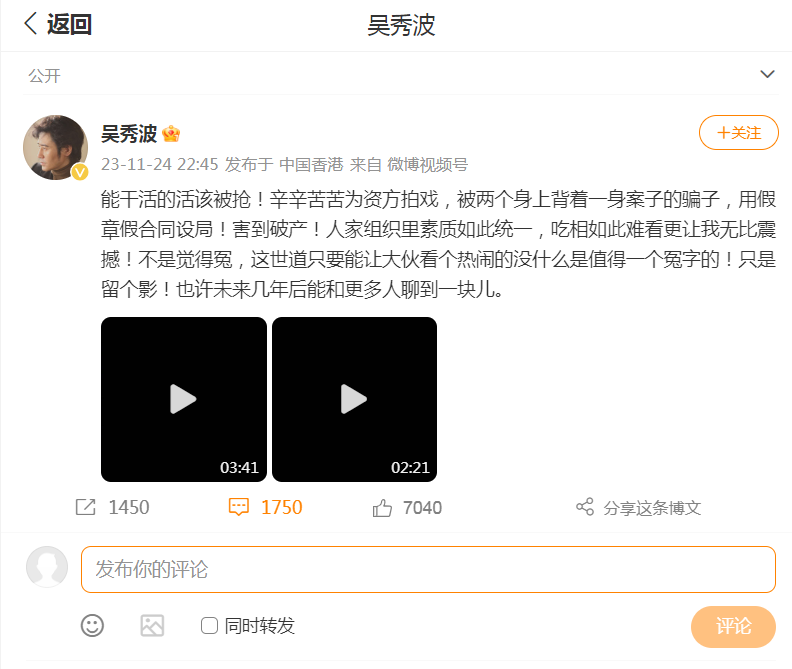 返回
吴秀波
公开
吴秀波
+关注
23-11-24 22:45 发布于 中国香港 来自 微博视频号
能干活的活该被抢！辛辛苦苦为资方拍戏，被两个身上背着一身案子的骗子，用假
章假合同设局！害到破产！人家组织里素质如此统一，吃相如此难看更让我无比震
撼！不是觉得冤，这世道只要能让大伙看个热闹的没什么是值得一个冤字的！只是
留个影！也许未来几年后能和更多人聊到一块儿。
03:41 02:21
1450 1750 7040 分享这条博文
发布你的评论
同时转发 评论